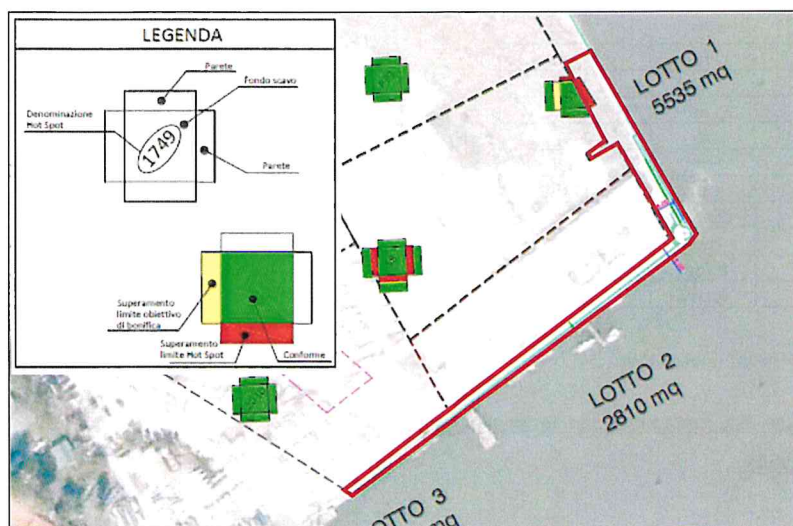 LEGENDA
Parete
Fondo scavo
Denominazione
Hot Spot
1749
Parete
Superamento
limite obiettivo
di bonifica
Superamento
limite Hot Spot
Conforme
LOTTO 1
5535 mq
LOTTO 2
2810 mq
LOTTO 3
mq